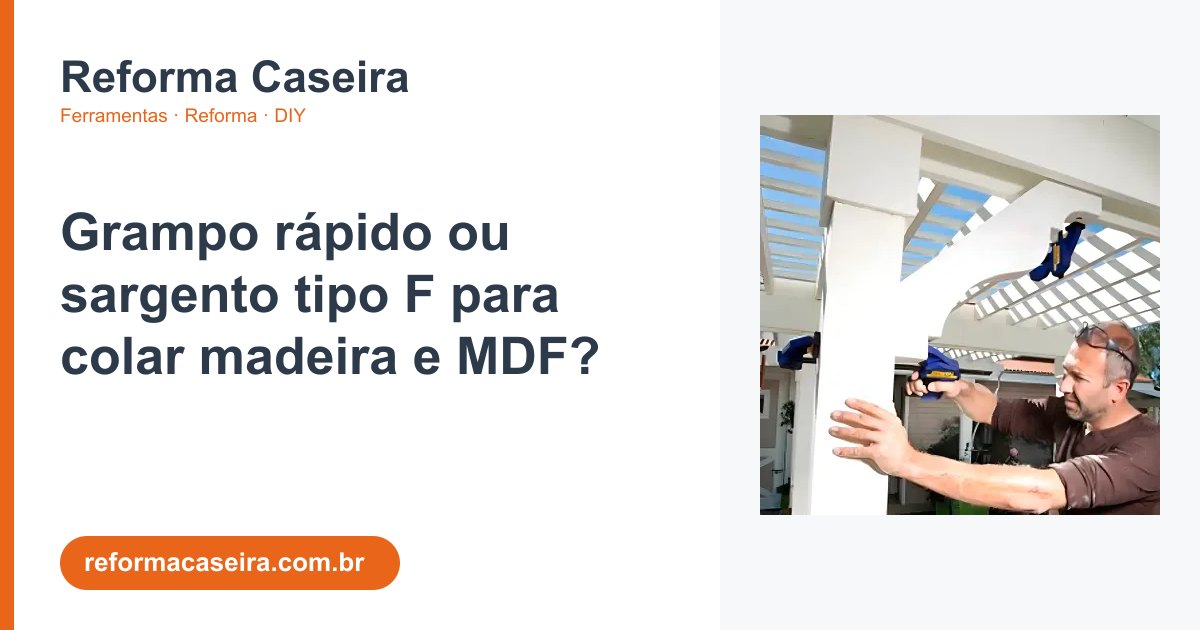 Reforma Caseira
Ferramentas · Reforma · DIY
Grampo rápido ou
sargento tipo F para
colar madeira e MDF?
reformacaseira.com.br